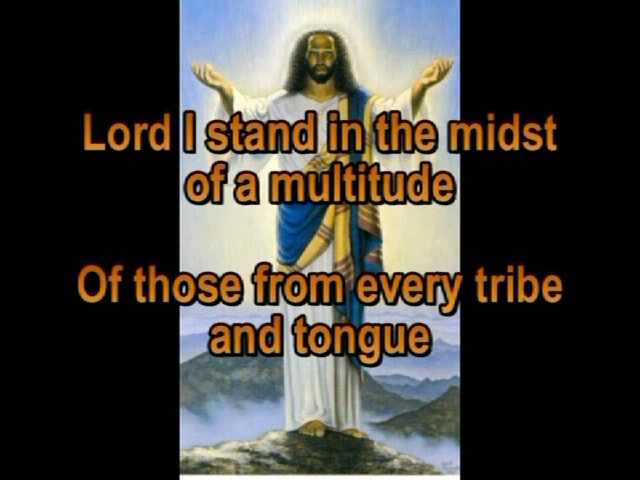 Lord I stand in the midst
of a multitude
Of those from every tribe
and tongue